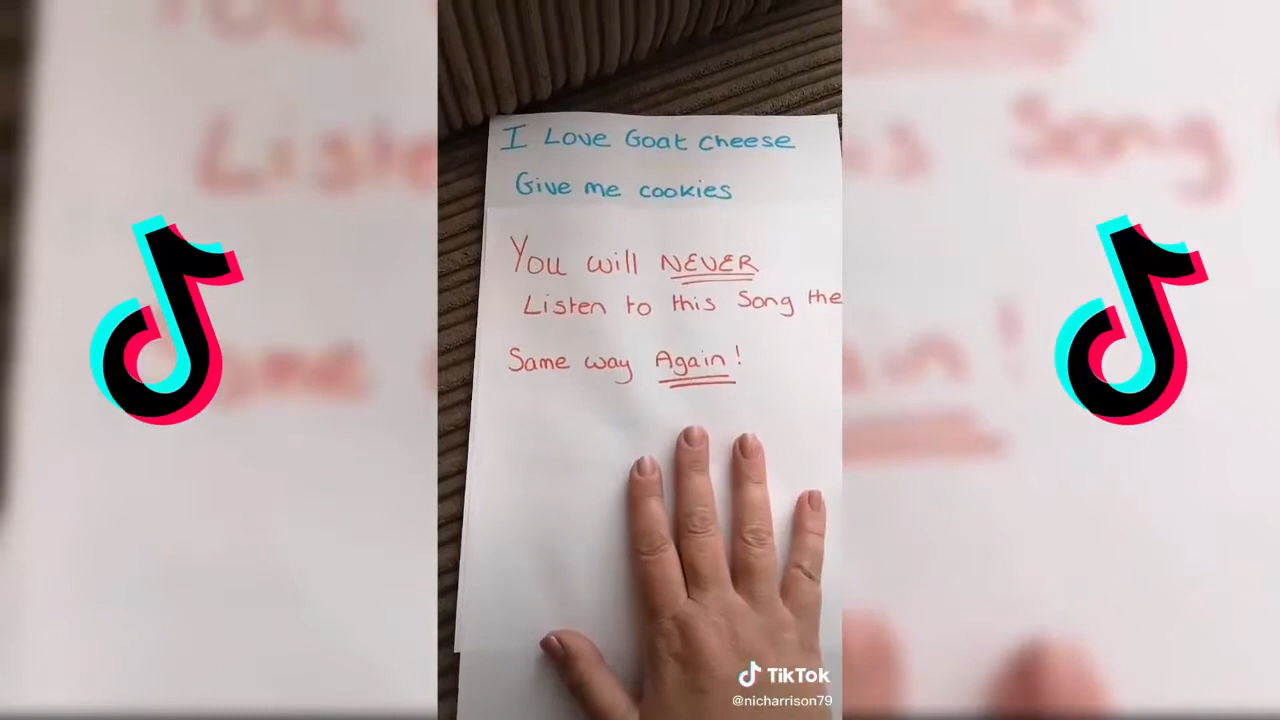 I Love Goat cheese
Give me cookies
You will NEVER
Listen to this Song the
Same way Again!
TikTok
@nicharrison79